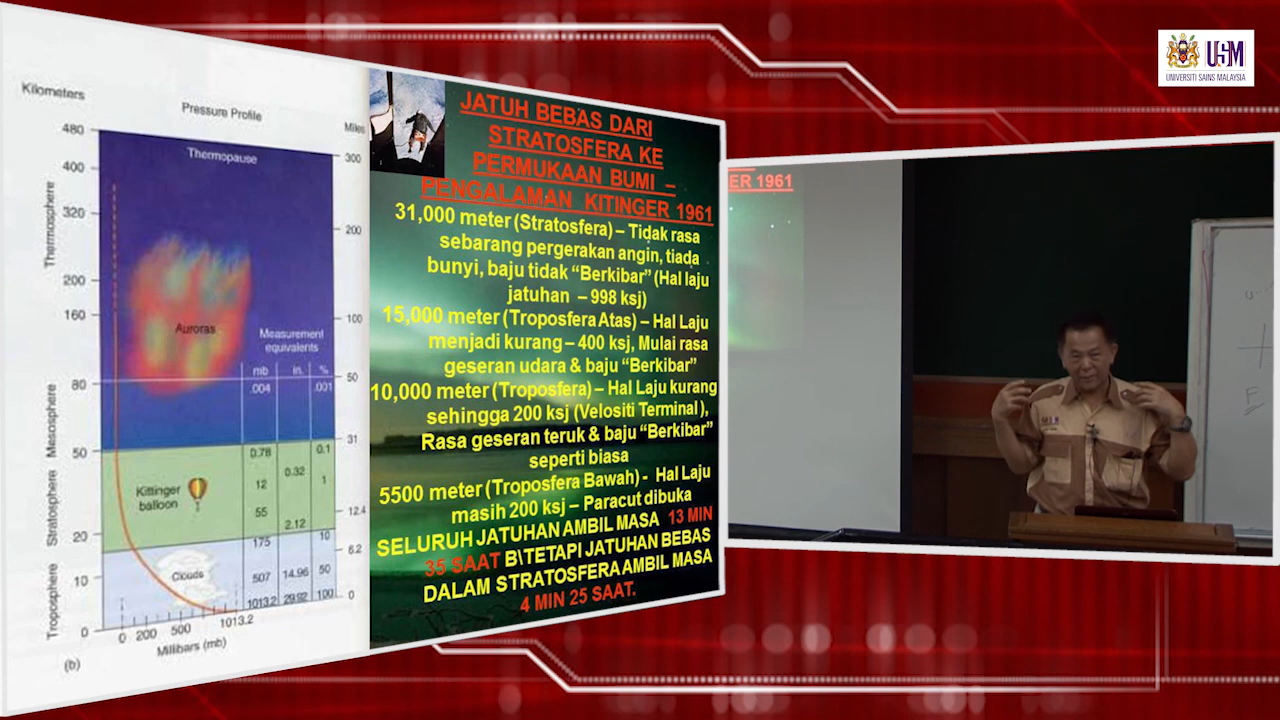 USM
UNIVERSITI SAINS MALAYSIA
Kilometers
Pressure Profile
Miles
480
400
320
200
160
80
50
20
10
0
Thermosphere
Mesosphere
Stratosphere
Troposphere
Thermopause
Auroras
Measurement
equivalents
mb in. %
.004 .001
0.78 0.1
0.32
12 1
55
2.12
175 10
507 14.96 50
1013.2 29.92 100
Kittinger
balloon
Clouds
300
200
100
50
31
12.4
6.2
0
0 200 500 1013.2
Millibars (mb)
(b)
JATUH BEBAS DARI
STRATOSFERA KE
PERMUKAAN BUMI –
PENGALAMAN KITINGER 1961
31,000 meter (Stratosfera) – Tidak rasa
sebarang pergerakan angin, tiada
bunyi, baju tidak “Berkibar” (Hal laju
jatuhan – 998 ksj)
15,000 meter (Troposfera Atas) – Hal Laju
menjadi kurang – 400 ksj, Mulai rasa
geseran udara & baju “Berkibar”
10,000 meter (Troposfera) – Hal Laju kurang
sehingga 200 ksj (Velositi Terminal),
Rasa geseran teruk & baju “Berkibar”
seperti biasa
5500 meter (Troposfera Bawah) - Hal Laju
masih 200 ksj – Paracut dibuka
SELURUH JATUHAN AMBIL MASA 13 MIN
35 SAAT B\TETAPI JATUHAN BEBAS
DALAM STRATOSFERA AMBIL MASA
4 MIN 25 SAAT.
ER 1961